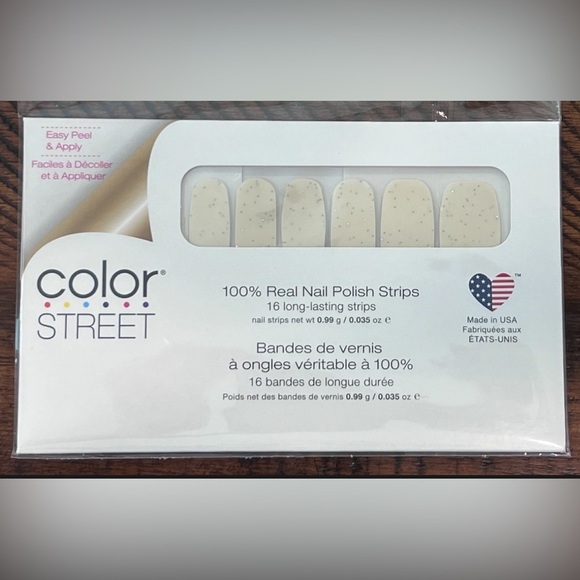 Easy Peel
& Apply
Faciles à Décoller
et à Appliquer
color®
STREET
100% Real Nail Polish Strips
16 long-lasting strips
nail strips net wt 0.99 g / 0.035 oz ℮
Bandes de vernis
à ongles véritable à 100%
16 bandes de longue durée
Poids net des bandes de vernis 0.99 g / 0.035 oz ℮
™
Made in USA
Fabriquées aux
ÉTATS-UNIS